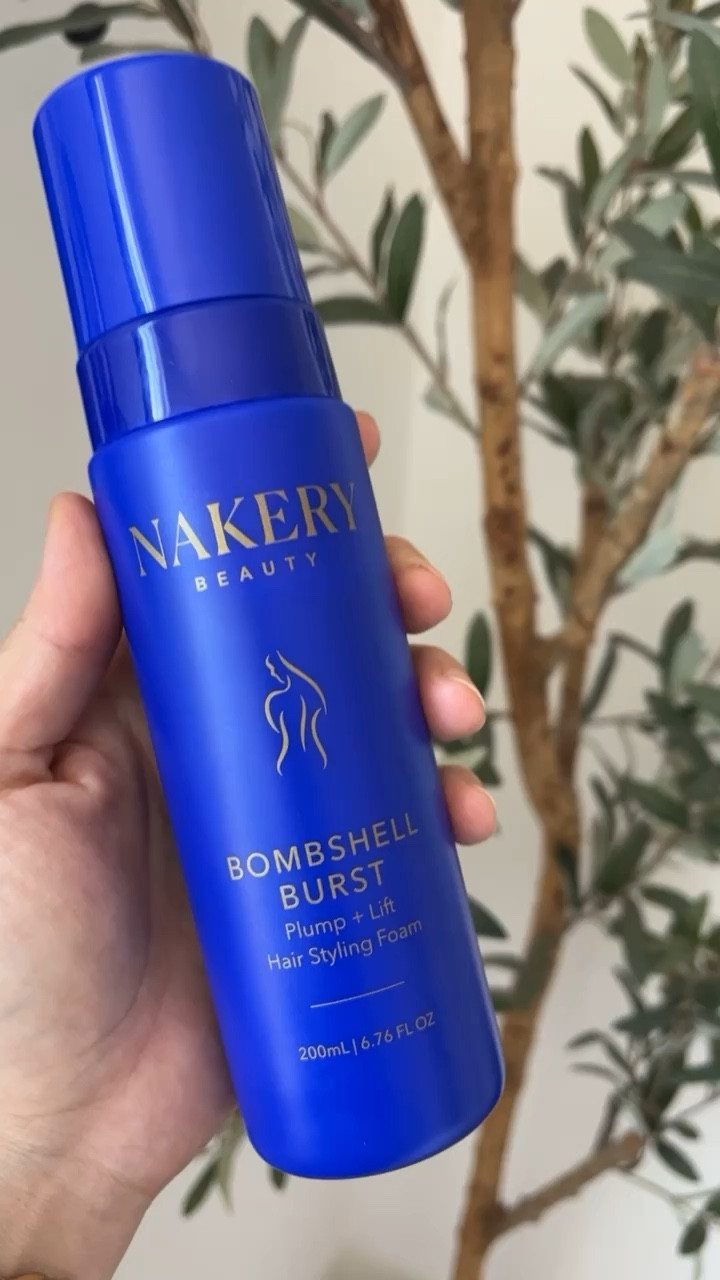 NAKERY
BEAUTY
BOMBSHELL
BURST
Plump + Lift
Hair Styling Foam
200mL | 6.76 FL OZ